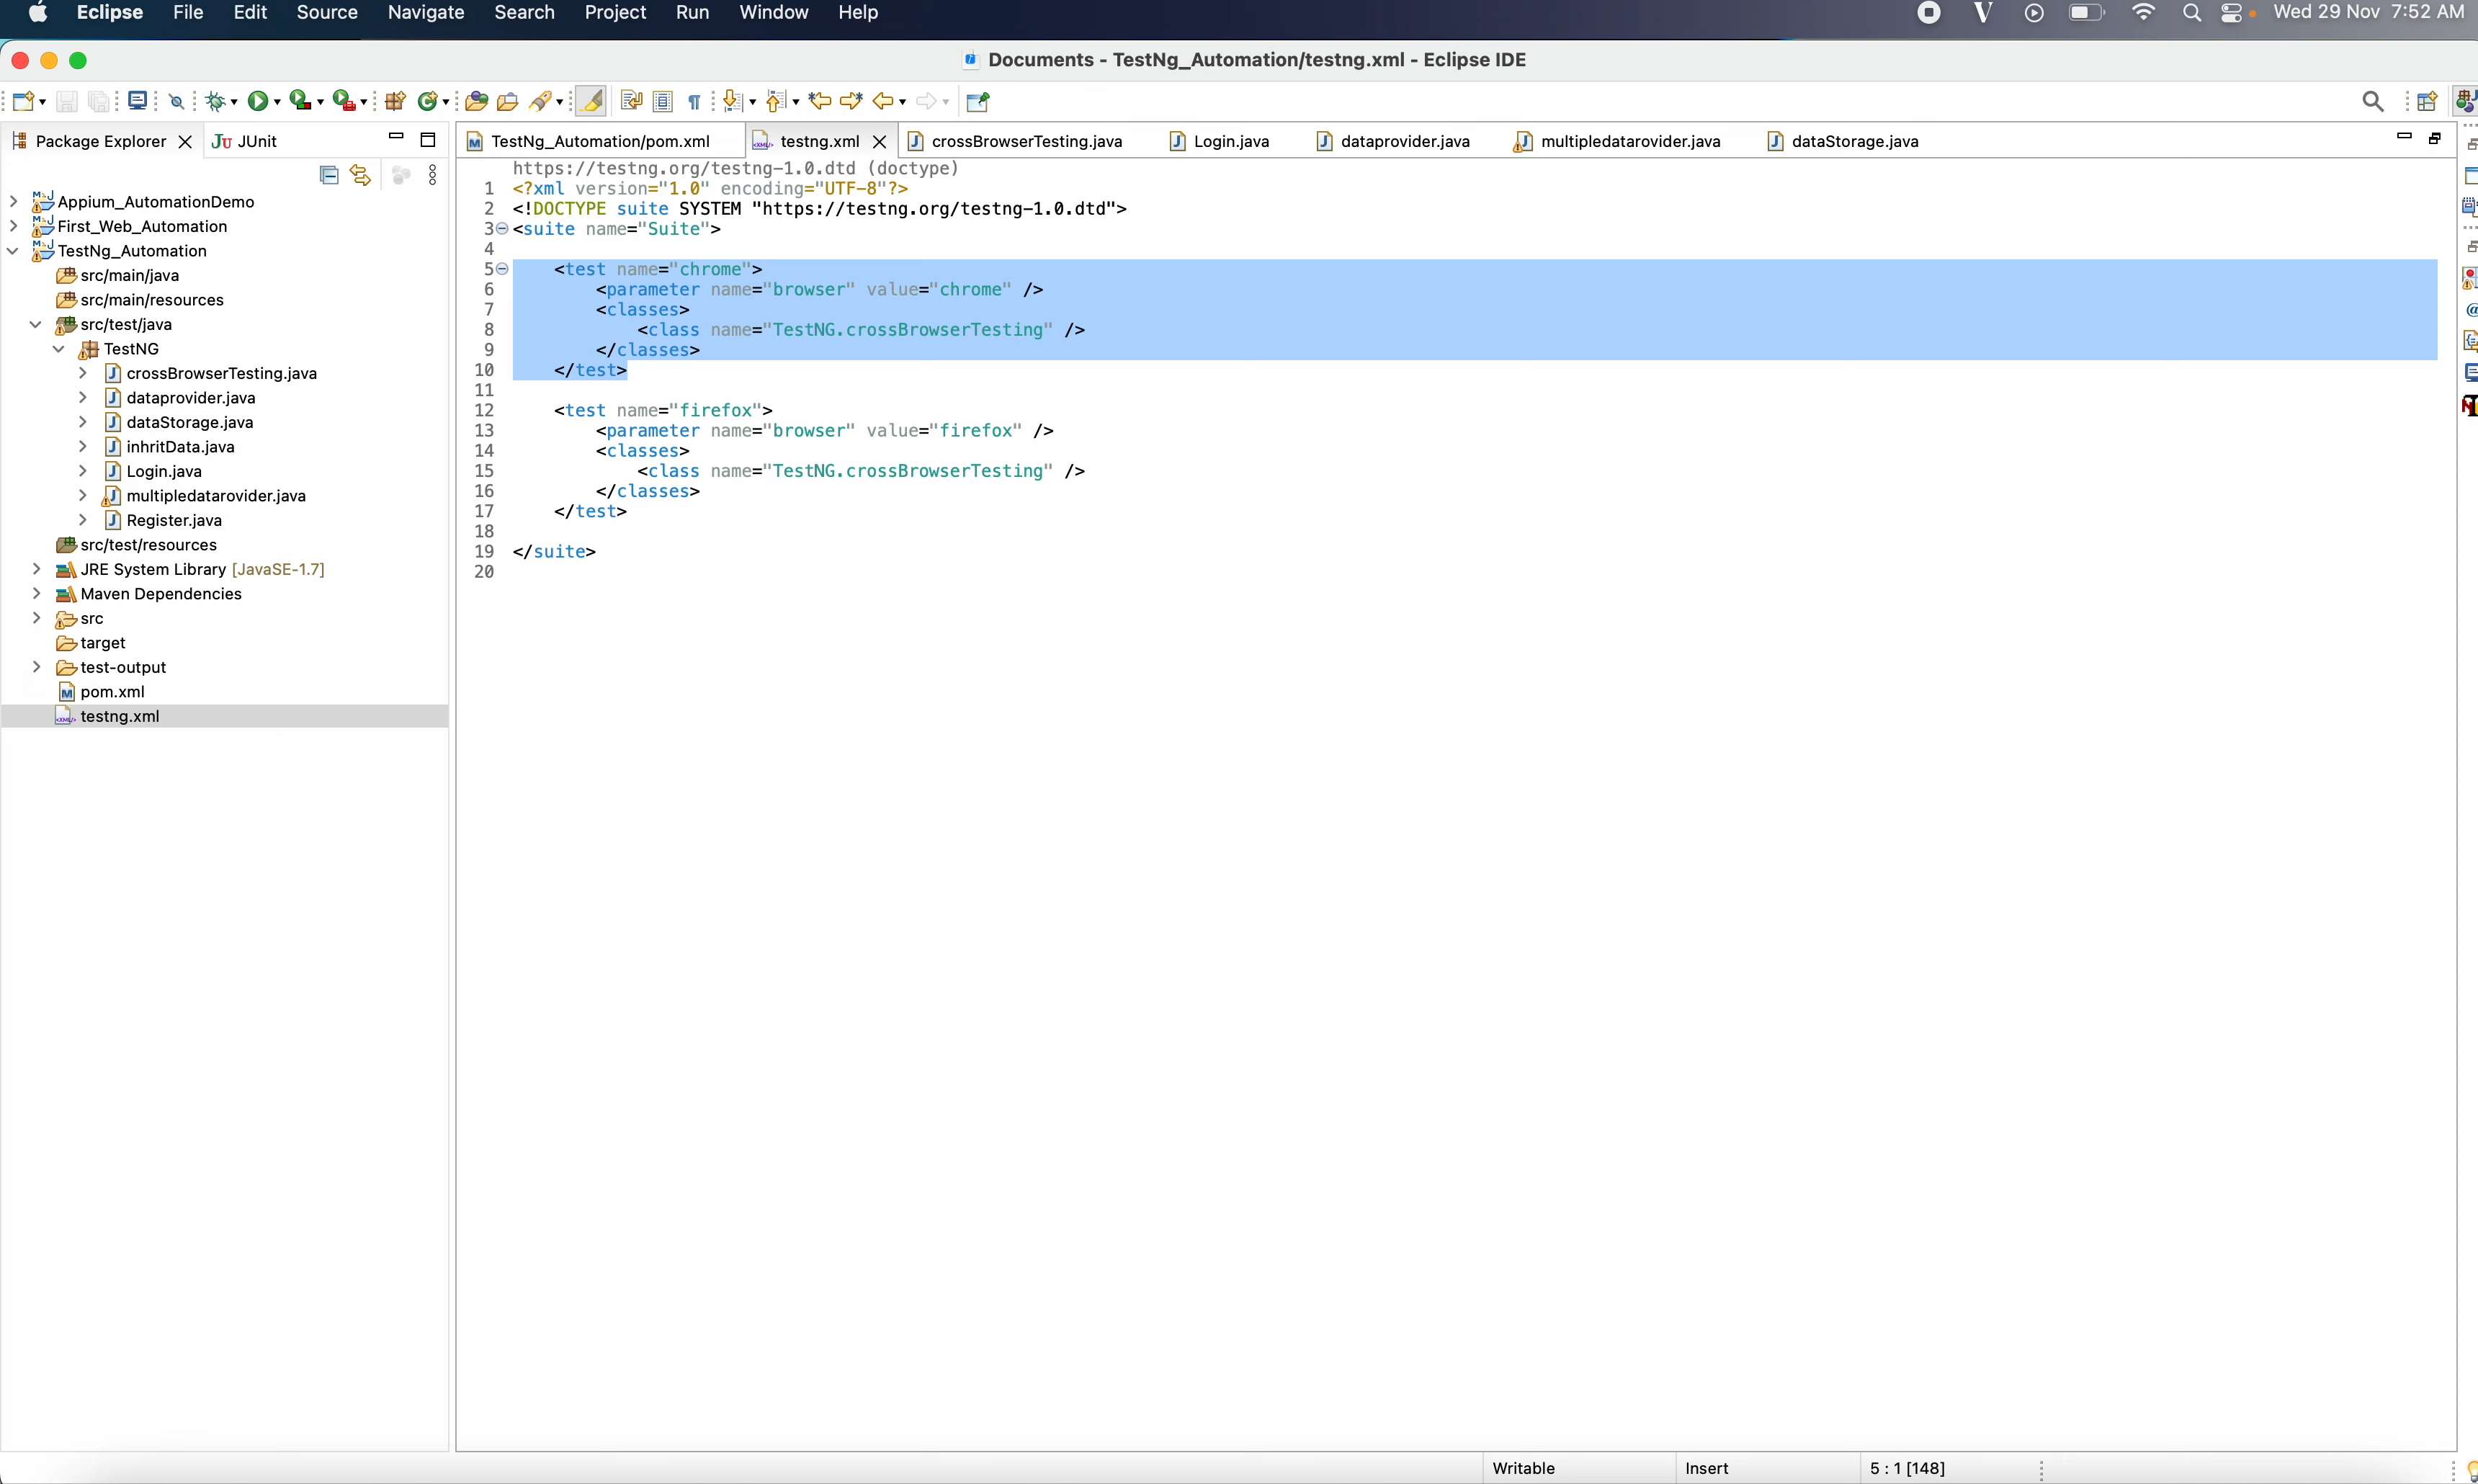 Eclipse File Edit Source Navigate Search Project Run Window Help Wed 29 Nov 7:52 AM
Documents - TestNg_Automation/testng.xml - Eclipse IDE
Package Explorer JUnit
TestNg_Automation/pom.xml testng.xml crossBrowserTesting.java Login.java dataprovider.java multipledatarovider.java dataStorage.java
Appium_AutomationDemo
First_Web_Automation
TestNg_Automation
src/main/java
src/main/resources
src/test/java
TestNG
crossBrowserTesting.java
dataprovider.java
dataStorage.java
inhritData.java
Login.java
multipledatarovider.java
Register.java
src/test/resources
JRE System Library [JavaSE-1.7]
Maven Dependencies
src
target
test-output
pom.xml
testng.xml
https://testng.org/testng-1.0.dtd (doctype)
1 <?xml version="1.0" encoding="UTF-8"?>
2 <!DOCTYPE suite SYSTEM "https://testng.org/testng-1.0.dtd">
3 <suite name="Suite">
4
5 <test name="chrome">
6 <parameter name="browser" value="chrome" />
7 <classes>
8 <class name="TestNG.crossBrowserTesting" />
9 </classes>
10 </test>
11
12 <test name="firefox">
13 <parameter name="browser" value="firefox" />
14 <classes>
15 <class name="TestNG.crossBrowserTesting" />
16 </classes>
17 </test>
18
19 </suite>
20
Writable Insert 5 : 1 [148]